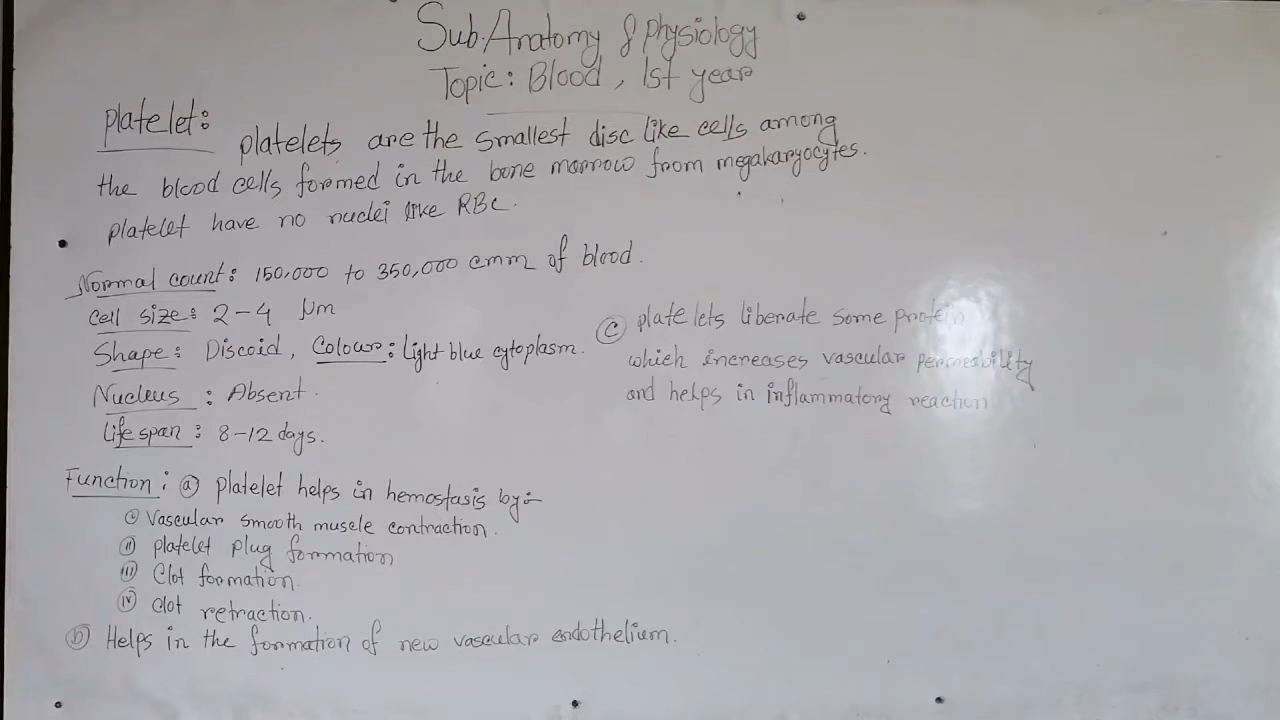 Sub: Anatomy & physiology
Topic: Blood, 1st year
Platelet:
platelets are the smallest disc like cells among
the blood cells formed in the bone marrow from megakaryocytes.
platelet have no nuclei like RBC.
Normal count: 150,000 to 350,000 cmm of blood.
Cell size: 2-4 µm
Shape: Discoid, Colour: Light blue cytoplasm.
Nucleus : Absent.
Life span: 8-12 days.
Function: (a) platelet helps in hemostasis by:-
(i) Vascular smooth muscle contraction.
(ii) platelet plug formation
(iii) Clot formation.
(iv) clot retraction.
(b) Helps in the formation of new vascular endothelium.
(c) platelets liberate some protein
which increases vascular permeability
and helps in inflammatory reaction